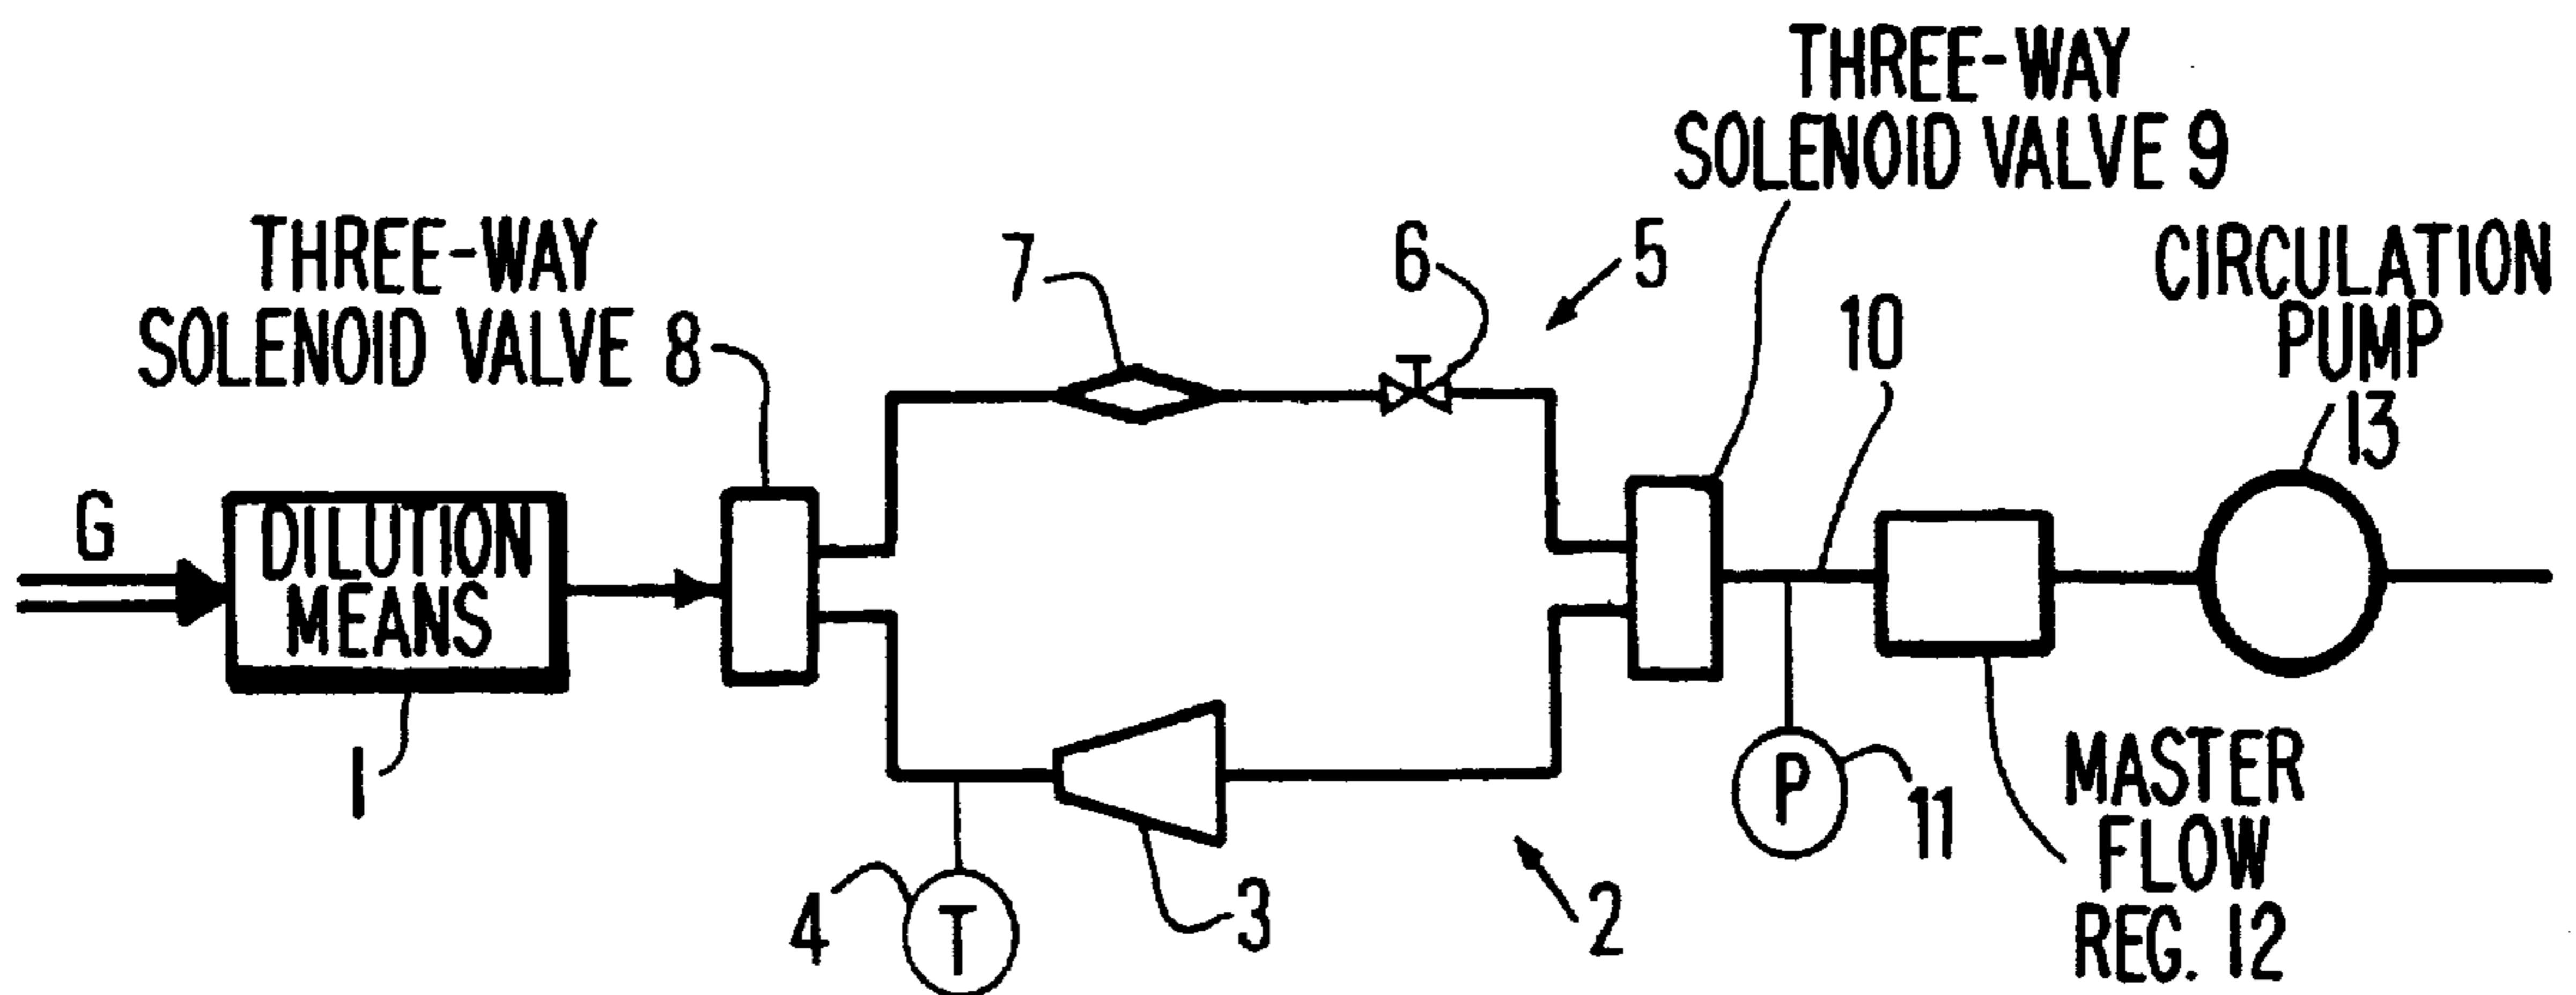 THREE-WAY
SOLENOID VALVE 9
THREE-WAY
SOLENOID VALVE 8
7
6
5
10
CIRCULATION
PUMP
13
G
DILUTION
MEANS
1
4
T
3
2
P
11
MASTER
FLOW
REG. 12